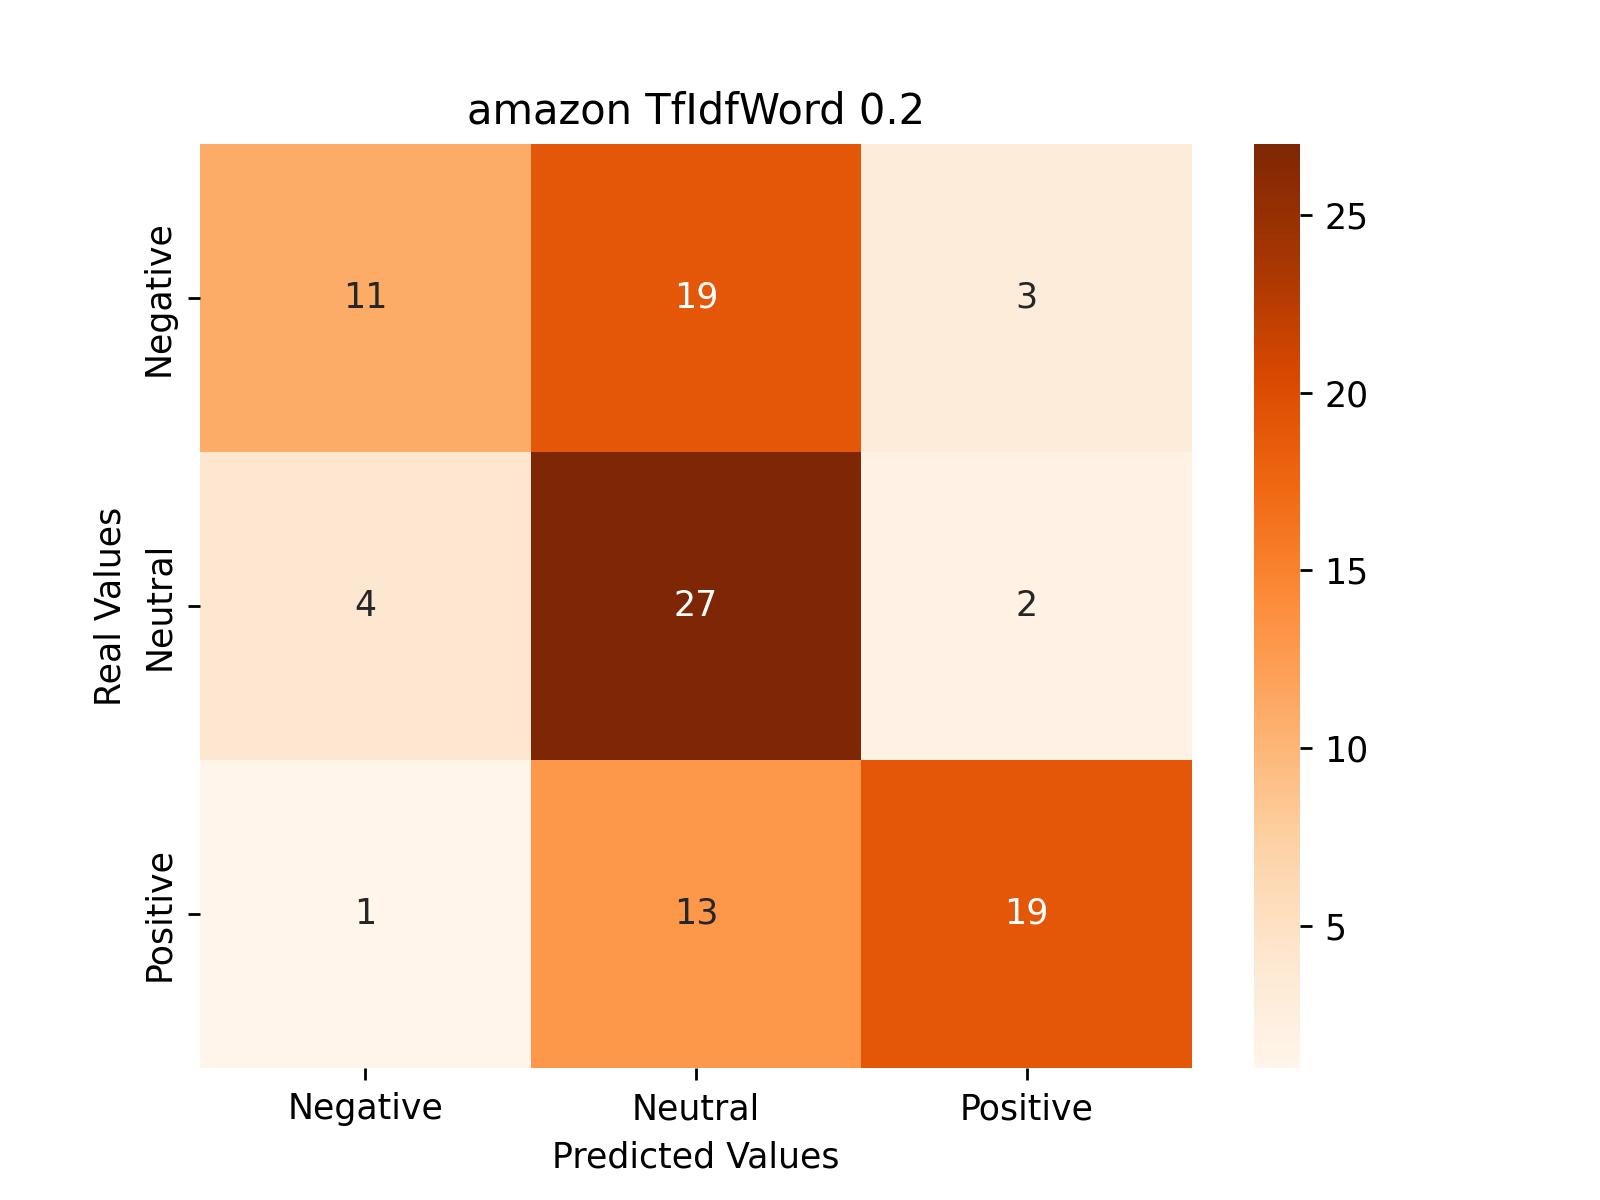 amazon TfIdfWord 0.2
Real Values
Negative
11
19
3
Neutral
4
27
2
Positive
1
13
19
Negative
Neutral
Positive
Predicted Values
25
20
15
10
5